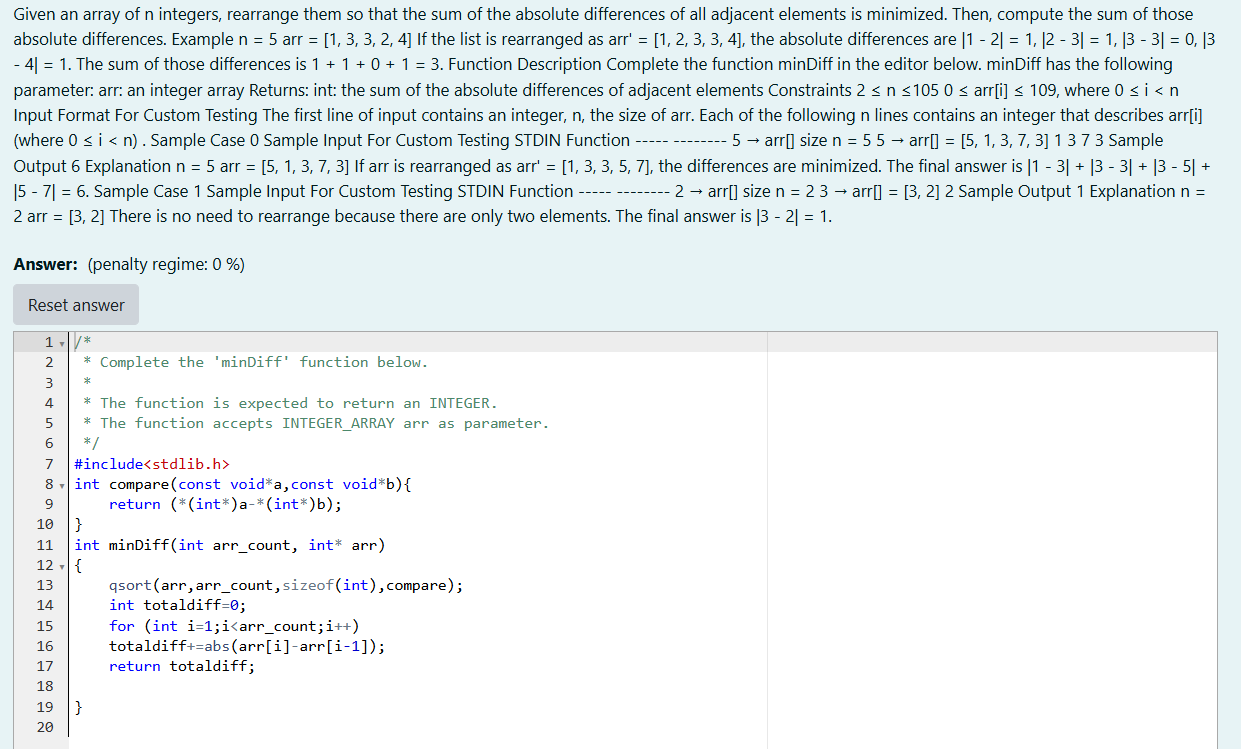 Given an array of n integers, rearrange them so that the sum of the absolute differences of all adjacent elements is minimized. Then, compute the sum of those
absolute differences. Example n = 5 arr = [1, 3, 3, 2, 4] If the list is rearranged as arr' = [1, 2, 3, 3, 4], the absolute differences are |1 - 2| = 1, |2 - 3| = 1, |3 - 3| = 0, |3
- 4| = 1. The sum of those differences is 1 + 1 + 0 + 1 = 3. Function Description Complete the function minDiff in the editor below. minDiff has the following
parameter: arr: an integer array Returns: int: the sum of the absolute differences of adjacent elements Constraints 2 ≤ n ≤105 0 ≤ arr[i] ≤ 109, where 0 ≤ i < n
Input Format For Custom Testing The first line of input contains an integer, n, the size of arr. Each of the following n lines contains an integer that describes arr[i]
(where 0 ≤ i < n) . Sample Case 0 Sample Input For Custom Testing STDIN Function ----- -------- 5 → arr[] size n = 5 5 → arr[] = [5, 1, 3, 7, 3] 1 3 7 3 Sample
Output 6 Explanation n = 5 arr = [5, 1, 3, 7, 3] If arr is rearranged as arr' = [1, 3, 3, 5, 7], the differences are minimized. The final answer is |1 - 3| + |3 - 3| + |3 - 5| +
|5 - 7| = 6. Sample Case 1 Sample Input For Custom Testing STDIN Function ----- -------- 2 → arr[] size n = 2 3 → arr[] = [3, 2] 2 Sample Output 1 Explanation n =
2 arr = [3, 2] There is no need to rearrange because there are only two elements. The final answer is |3 - 2| = 1.
Answer: (penalty regime: 0 %)
Reset answer
1 /*
2 * Complete the 'minDiff' function below.
3 *
4 * The function is expected to return an INTEGER.
5 * The function accepts INTEGER_ARRAY arr as parameter.
6 */
7 #include<stdlib.h>
8 int compare(const void*a,const void*b){
9 return (*(int*)a-*(int*)b);
10 }
11 int minDiff(int arr_count, int* arr)
12 {
13 qsort(arr,arr_count,sizeof(int),compare);
14 int totaldiff=0;
15 for (int i=1;i<arr_count;i++)
16 totaldiff+=abs(arr[i]-arr[i-1]);
17 return totaldiff;
18
19 }
20